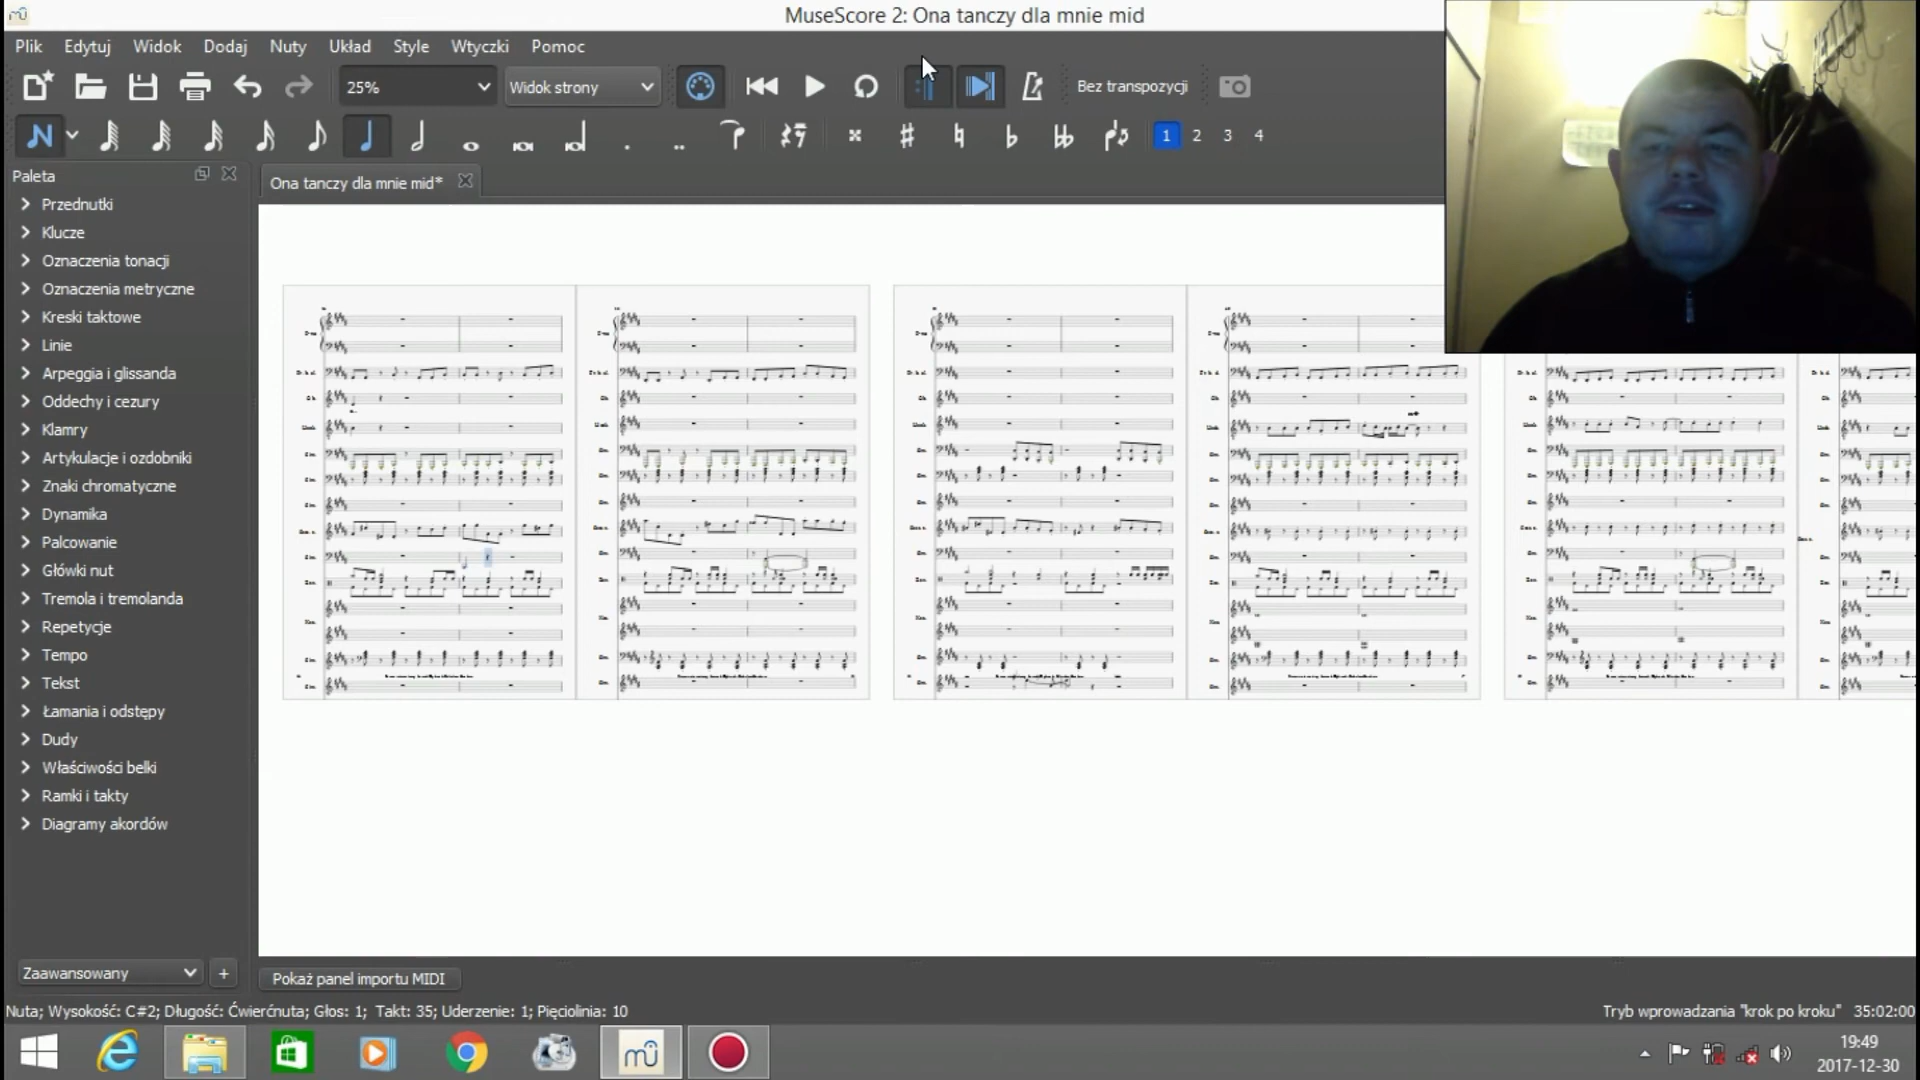 MuseScore 2: Ona tanczy dla mnie mid
Plik Edytuj Widok Dodaj Nuty Układ Style Wtyczki Pomoc
25% Widok strony Bez transpozycji
1 2 3 4
Paleta
Ona tanczy dla mnie mid*
Przednutki
Klucze
Oznaczenia tonacji
Oznaczenia metryczne
Kreski taktowe
Linie
Arpeggia i glissanda
Oddechy i cezury
Klamry
Artykulacje i ozdobniki
Znaki chromatyczne
Dynamika
Palcowanie
Główki nut
Tremola i tremolanda
Repetycje
Tempo
Tekst
Łamania i odstępy
Dudy
Właściwości belki
Ramki i takty
Diagramy akordów
Zaawansowany +
Pokaż panel importu MIDI
Nuta; Wysokość: C#2; Długość: Ćwierćnuta; Głos: 1; Takt: 35; Uderzenie: 1; Pięciolinia: 10
Tryb wprowadzania "krok po kroku" 35:02:00
19:49
2017-12-30